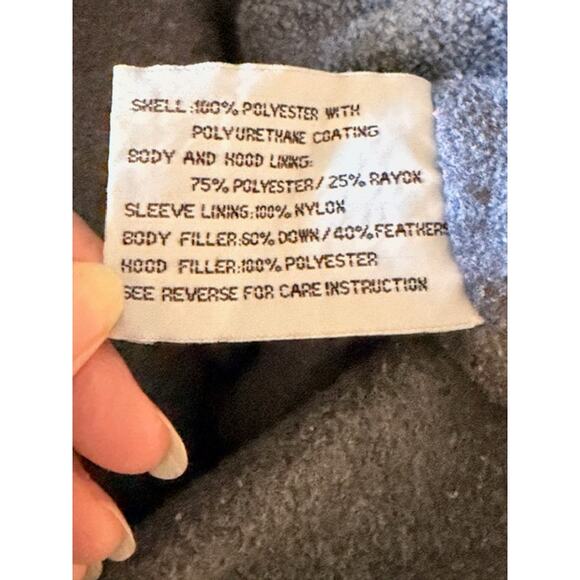 SHELL:100% POLYESTER WITH
POLYURETHANE COATING
BODY AND HOOD LINING:
75% POLYESTER/ 25% RAYON
SLEEVE LINING:100% NYLON
BODY FILLER:60% DOWN/40%FEATHERS
HOOD FILLER:100% POLYESTER
SEE REVERSE FOR CARE INSTRUCTION